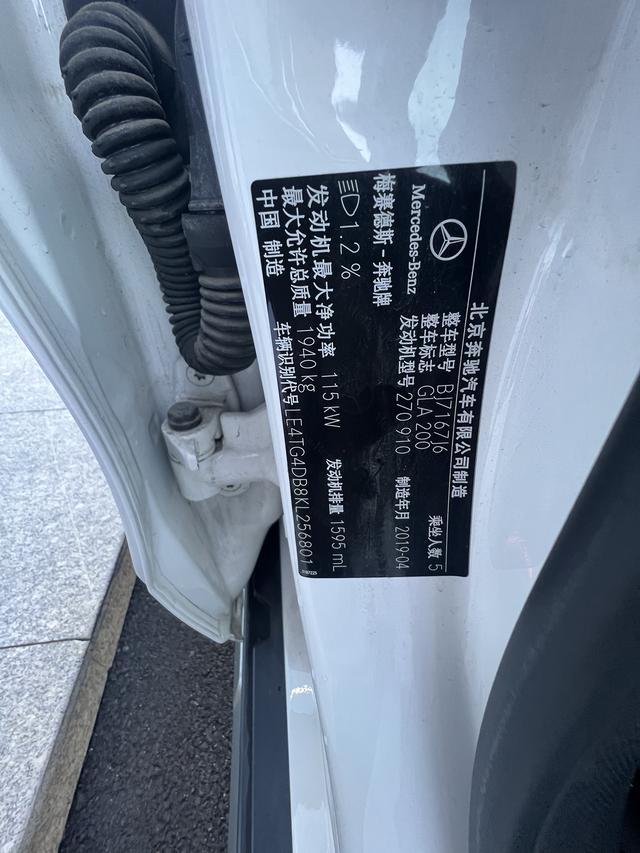 北京奔驰汽车有限公司制造
整车型号 BJ7167J6 乘坐人数 5
整车标志 GLA 200
发动机型号 270 910 制造年月 2019-04
Mercedes-Benz
梅赛德斯-奔驰牌
1.2%
发动机最大净功率 115 kW 发动机排量 1595 mL
最大允许总质量 1940 kg
中国 制造 车辆识别代号 LE4TG4DB8KL256801